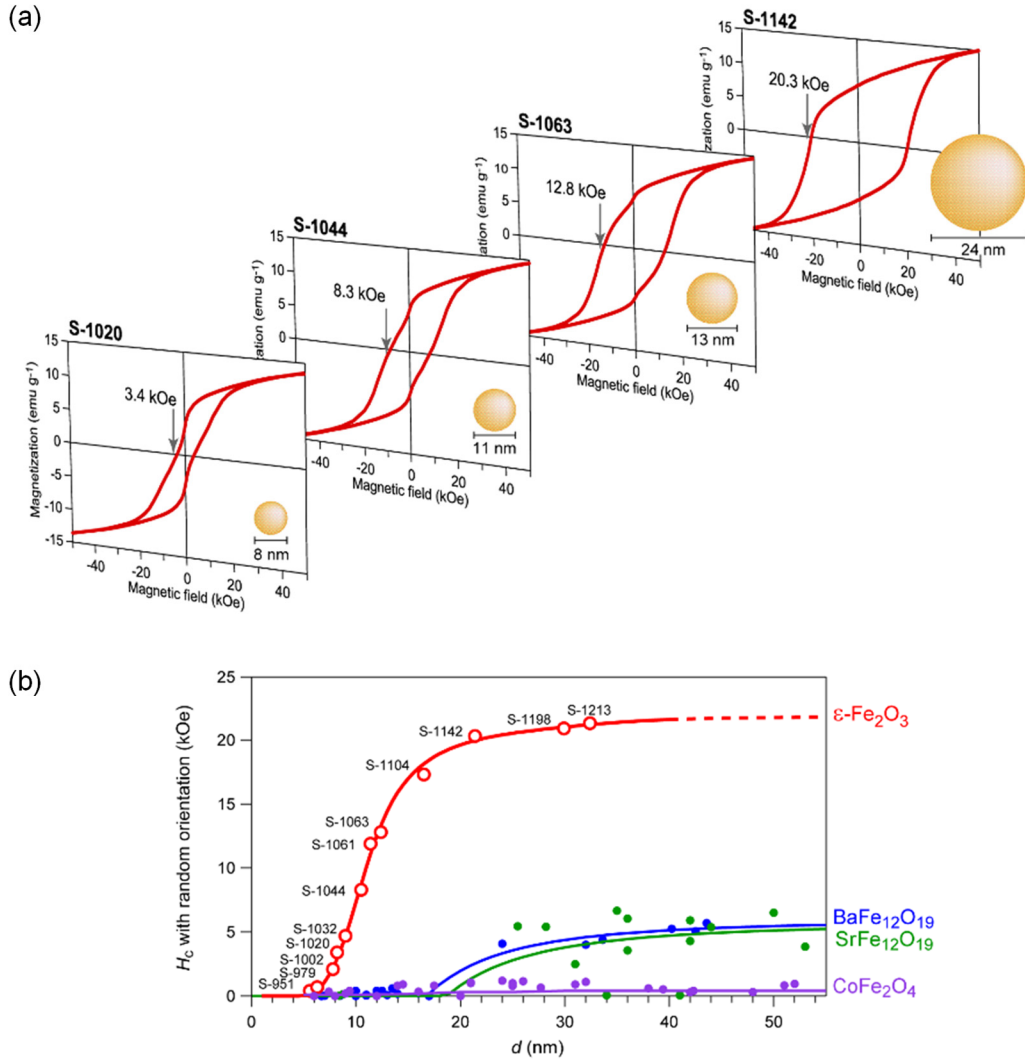 (a)
S-1142
15
10
5
0
20.3 kOe
zation (emu g⁻¹)
-40
-20
0
20
40
Magnetic field (kOe)
24 nm
S-1063
15
10
5
0
12.8 kOe
zation (emu g⁻¹)
-40
-20
0
20
40
Magnetic field (kOe)
13 nm
S-1044
15
10
5
0
8.3 kOe
zation (emu g⁻¹)
-40
-20
0
20
40
Magnetic field (kOe)
11 nm
S-1020
15
10
5
0
-5
-10
-15
3.4 kOe
Magnetization (emu g⁻¹)
-40
-20
0
20
40
Magnetic field (kOe)
8 nm
(b)
25
20
15
10
5
0
Hc with random orientation (kOe)
S-1213
S-1198
S-1142
S-1104
S-1063
S-1061
S-1044
S-1032
S-1020
S-1002
S-979
S-951
ε-Fe₂O₃
BaFe₁₂O₁₉
SrFe₁₂O₁₉
CoFe₂O₄
0
10
20
30
40
50
d (nm)